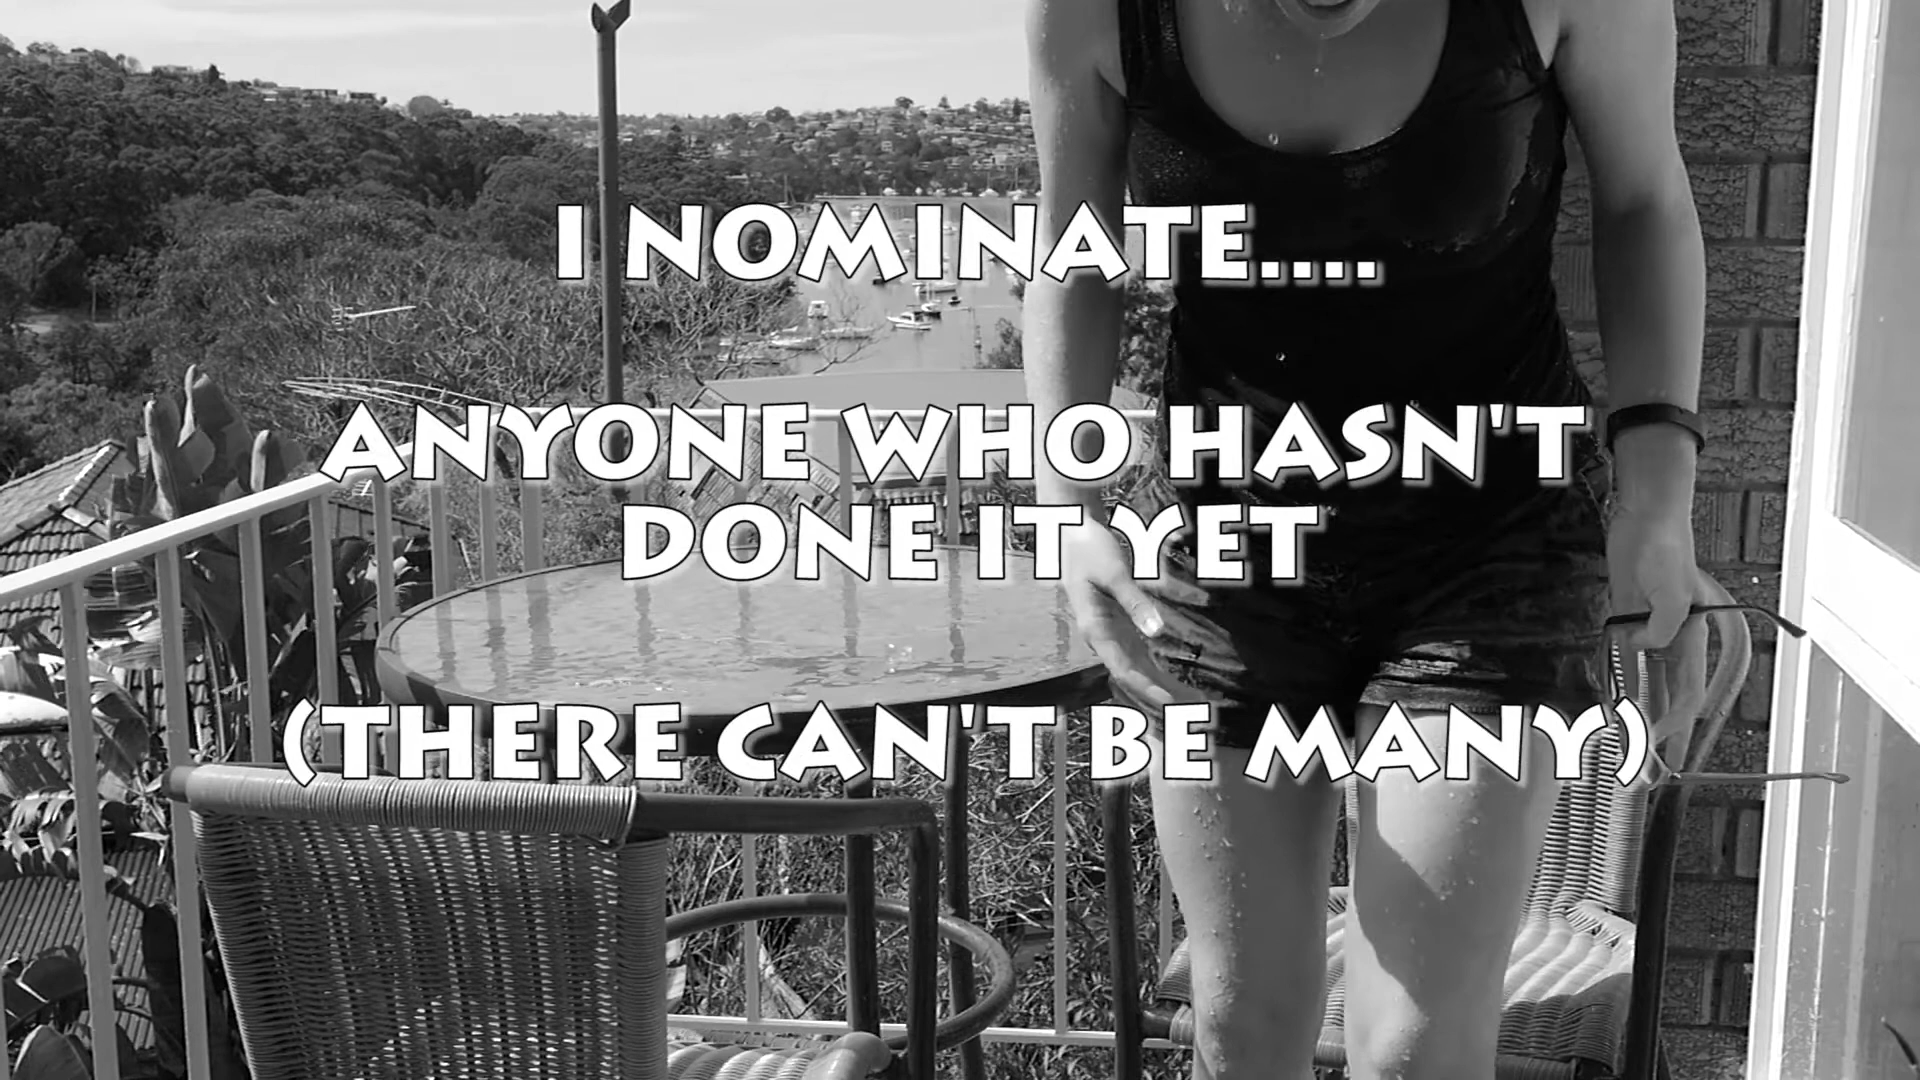 I NOMINATE....
ANYONE WHO HASN'T
DONE IT YET
(THERE CAN'T BE MANY)